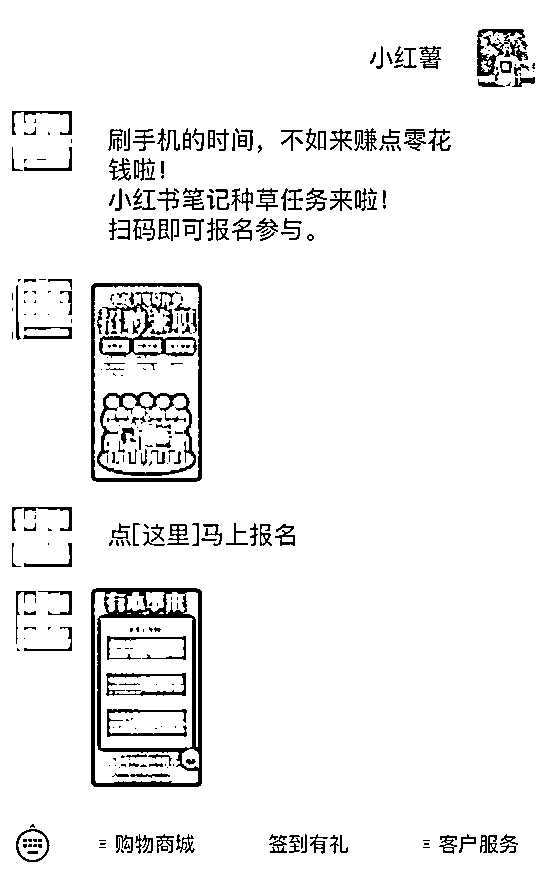 小红薯
刷手机的时间，不如来赚点零花
钱啦！
小红书笔记种草任务来啦！
扫码即可报名参与。
招聘兼职
点[这里]马上报名
购物商城
签到有礼
客户服务